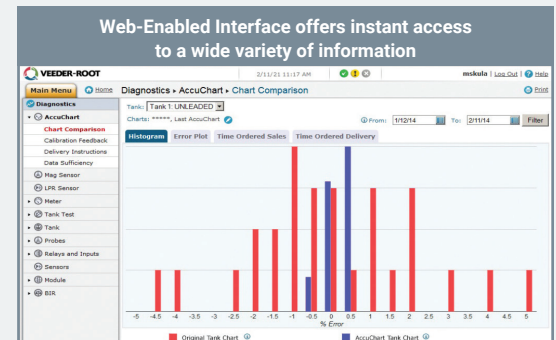 Web-Enabled Interface offers instant access
to a wide variety of information
VEEDER-ROOT
2/11/21 11:17 AM
mskula | Log Out | Help
Main Menu
Home
Diagnostics ▸ AccuChart ▸ Chart Comparison
Print
Diagnostics
AccuChart
Chart Comparison
Calibration Feedback
Delivery Instructions
Data Sufficiency
Mag Sensor
LPR Sensor
Meter
Tank Test
Tank
Probes
Relays and Inputs
Sensors
Module
BIR
Tank: Tank 1: UNLEADED
Charts: *****, Last AccuChart
From: 1/12/14 To: 2/11/14 Filter
Histogram Error Plot Time Ordered Sales Time Ordered Delivery
-5 -4.5 -4 -3.5 -3 -2.5 -2 -1.5 -1 -0.5 0 0.5 1 1.5 2 2.5 3 3.5 4 4.5 5
% Error
Original Tank Chart AccuChart Tank Chart